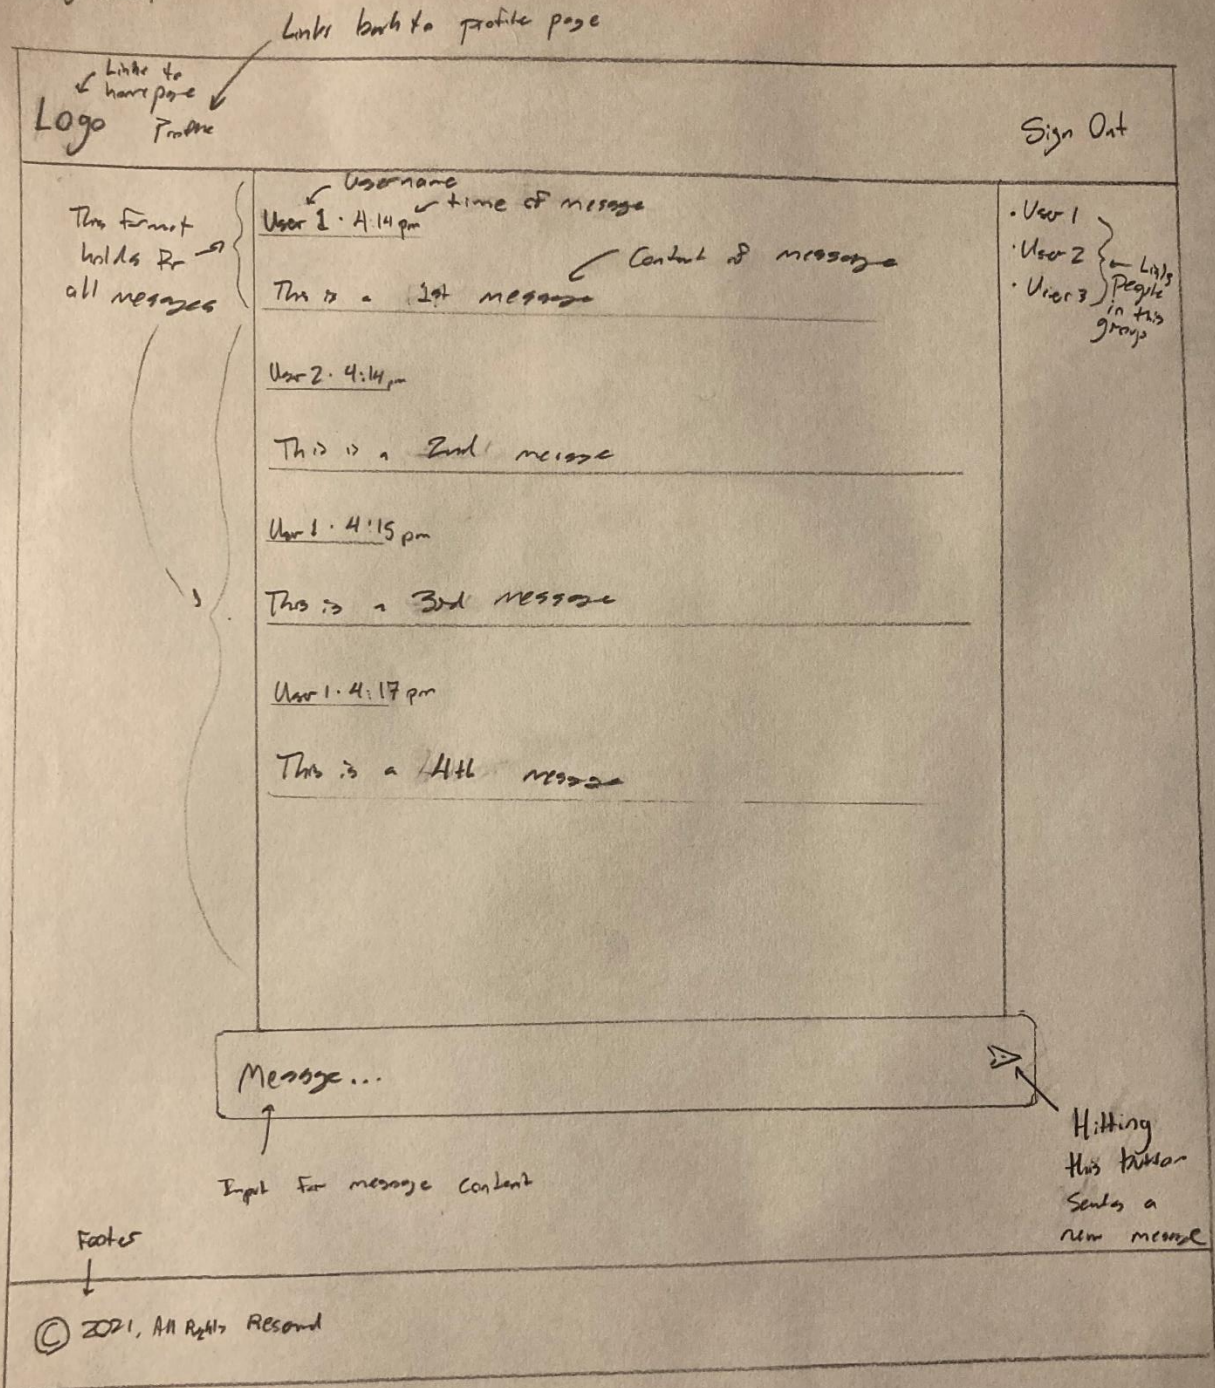 Links back to profile page
Links to
homepage
Logo
Profile
Sign Out
Username
time of message
User 1 · 4:14 pm
Content of message
This is a 1st message
This format
holds for
all messages
· User 1
· User 2
· User 3
Lists
People
in this
group
User 2 · 4:14 pm
This is a 2nd message
User 1 · 4:15 pm
This is a 3rd message
User 1 · 4:17 pm
This is a 4th message
Message...
Input for message content
Hitting
this button
sends a
new message
Footer
© 2021, All Rights Reserved